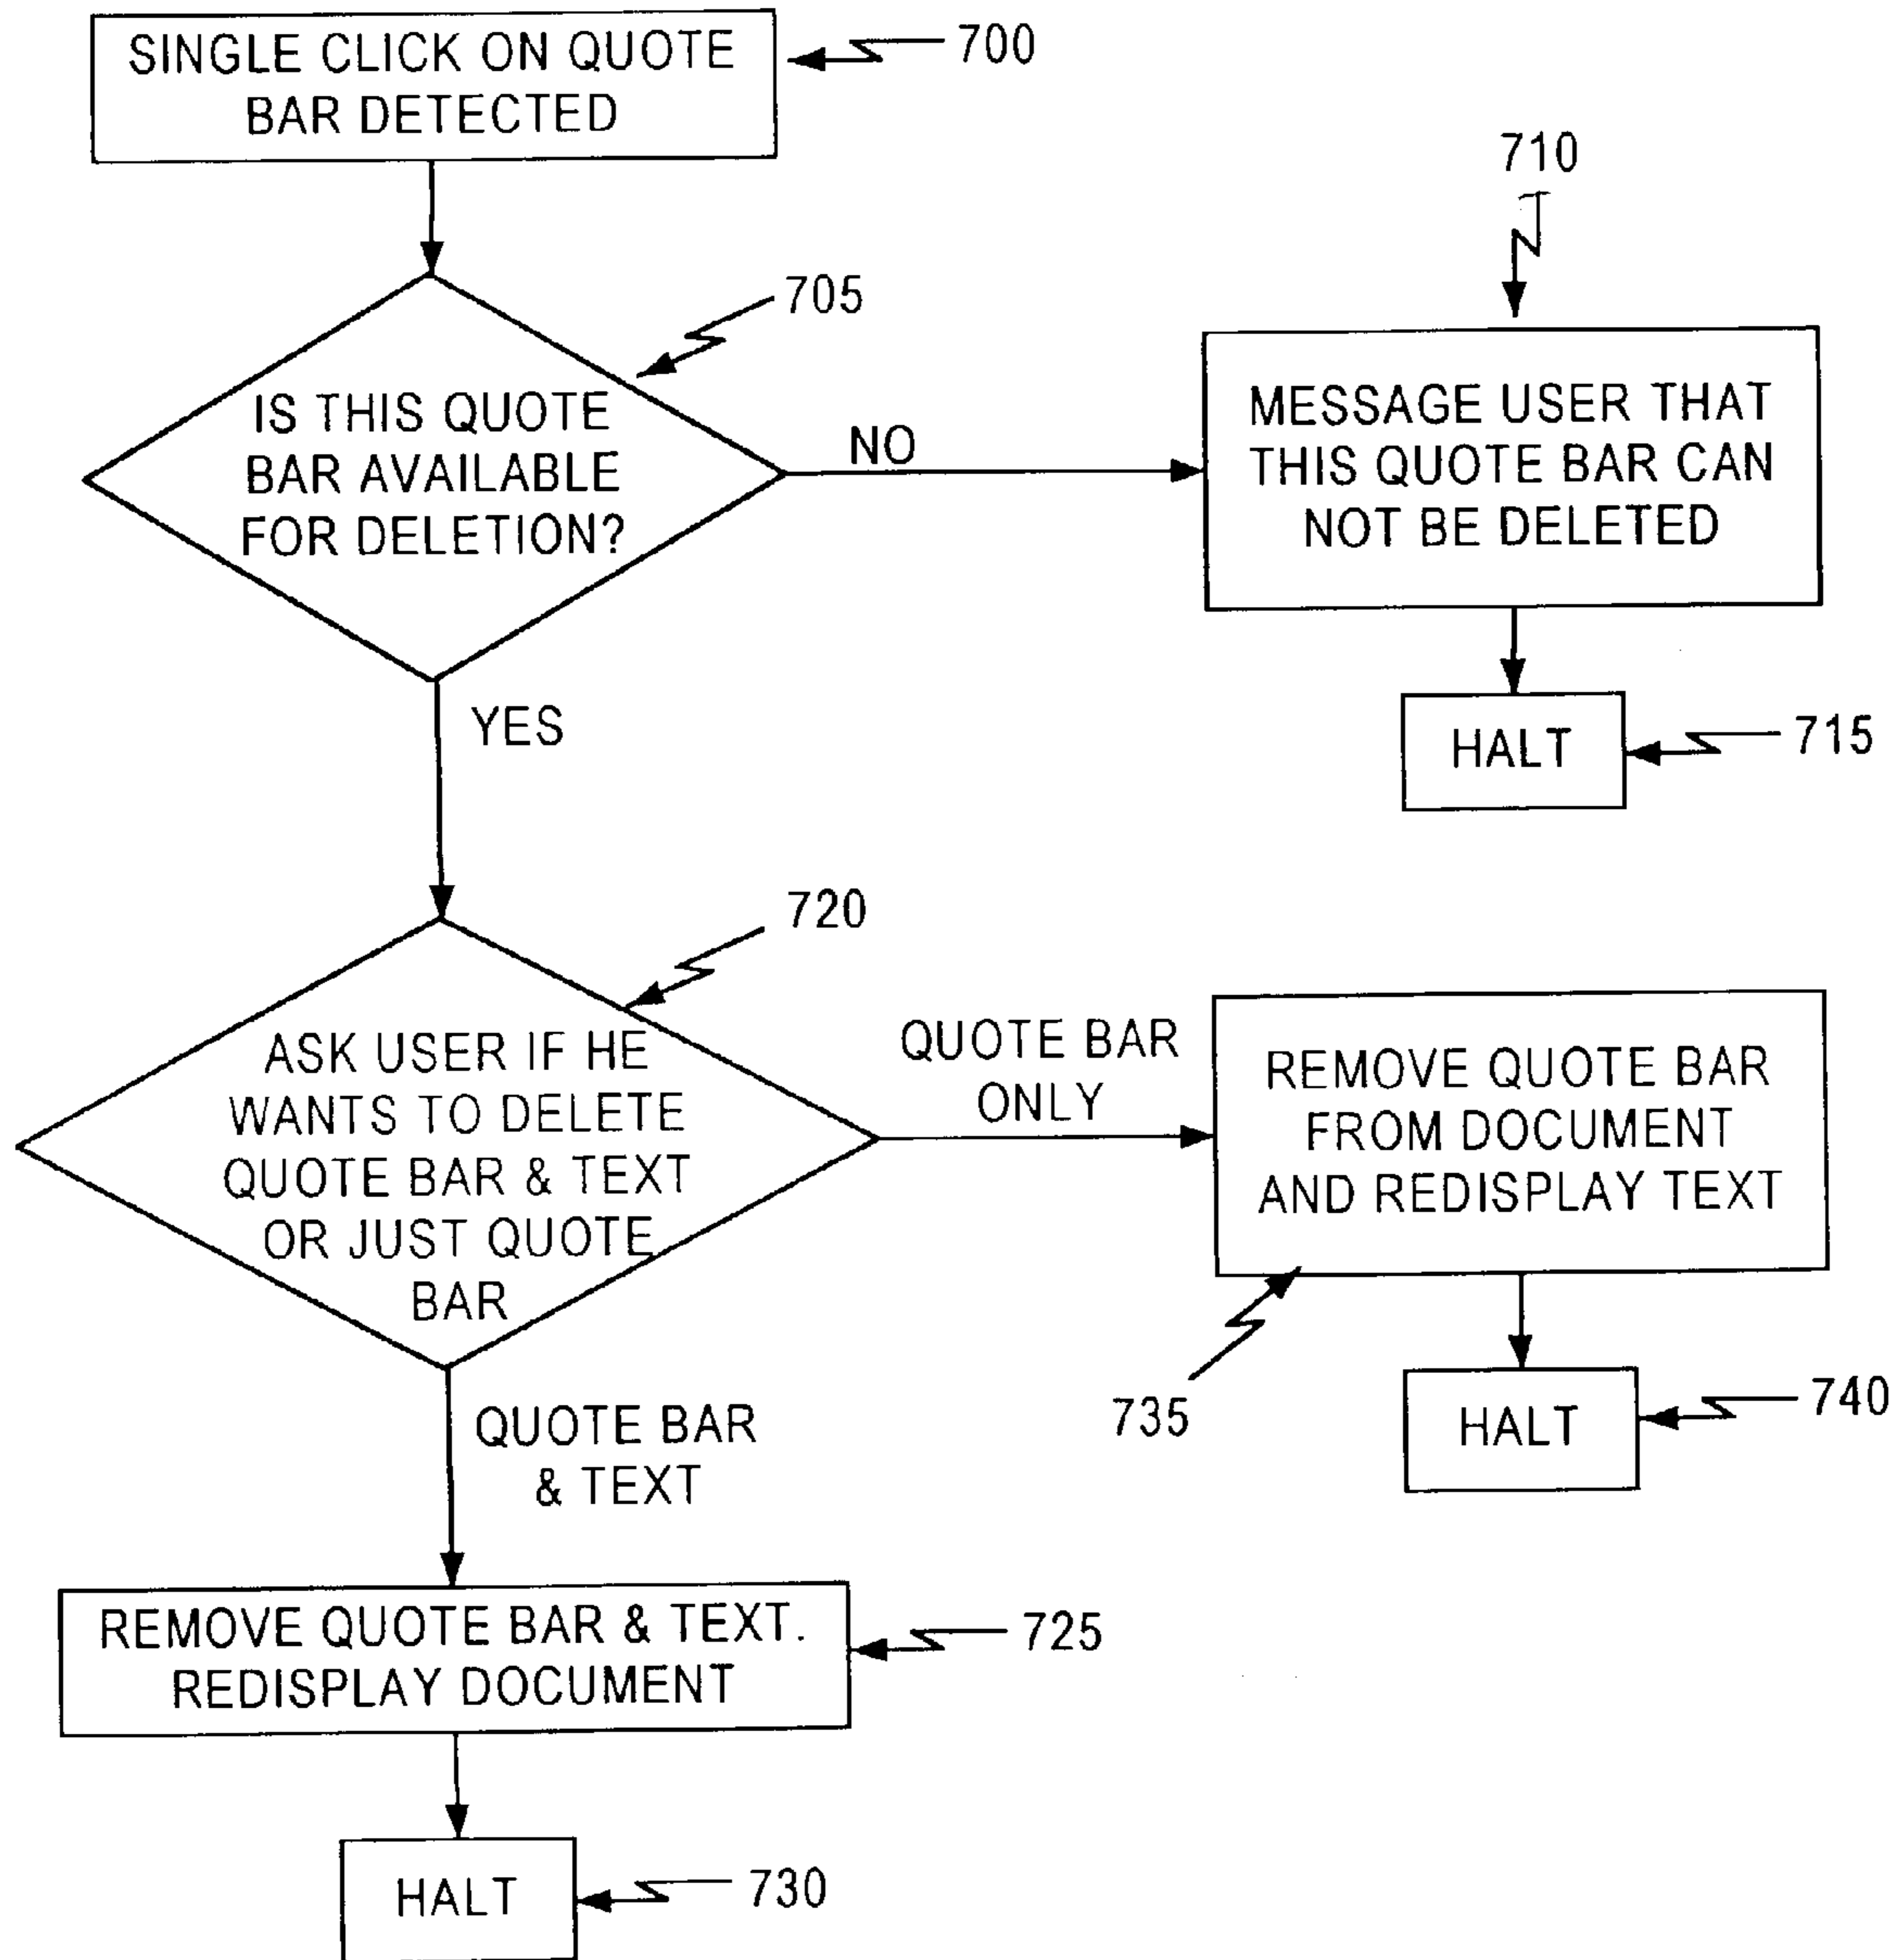 SINGLE CLICK ON QUOTE
BAR DETECTED
700
710
705
IS THIS QUOTE
BAR AVAILABLE
FOR DELETION?
NO
MESSAGE USER THAT
THIS QUOTE BAR CAN
NOT BE DELETED
YES
HALT
715
720
ASK USER IF HE
WANTS TO DELETE
QUOTE BAR & TEXT
OR JUST QUOTE
BAR
QUOTE BAR
ONLY
REMOVE QUOTE BAR
FROM DOCUMENT
AND REDISPLAY TEXT
735
HALT
740
QUOTE BAR
& TEXT
REMOVE QUOTE BAR & TEXT.
REDISPLAY DOCUMENT
725
HALT
730